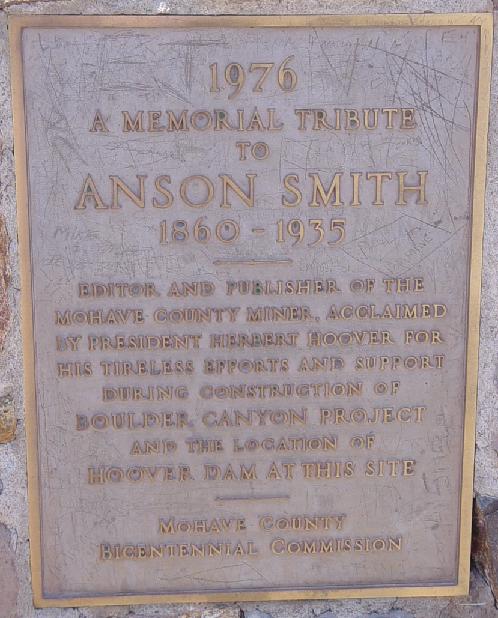 1976
A MEMORIAL TRIBUTE
TO
ANSON SMITH
1860 - 1935
EDITOR AND PUBLISHER OF THE
MOHAVE COUNTY MINER, ACCLAIMED
BY PRESIDENT HERBERT HOOVER FOR
HIS TIRELESS EFFORTS AND SUPPORT
DURING CONSTRUCTION OF
BOULDER CANYON PROJECT
AND THE LOCATION OF
HOOVER DAM AT THIS SITE
MOHAVE COUNTY
BICENTENNIAL COMMISSION